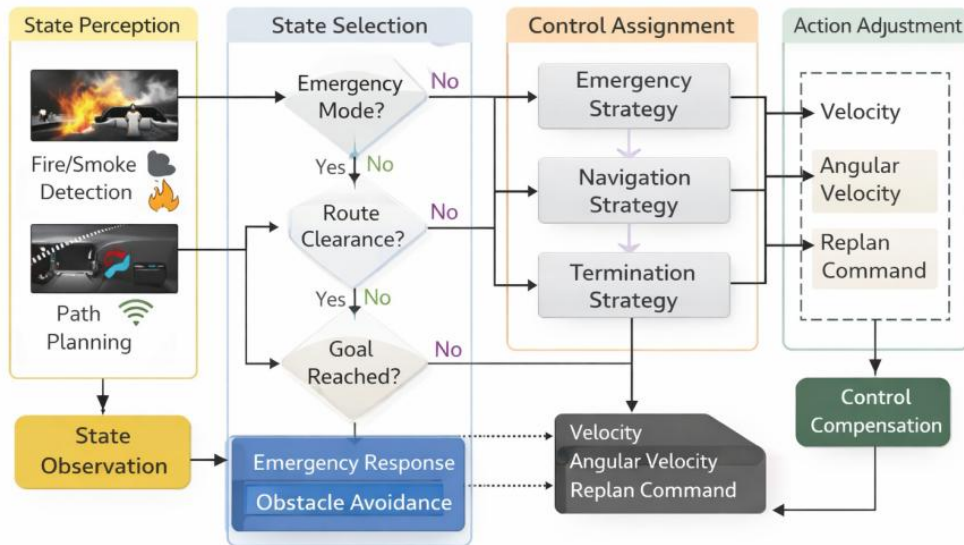 State Perception
Fire/Smoke
Detection
Path
Planning
State
Observation
State Selection
Emergency
Mode?
No
Yes
No
Route
Clearance?
No
Yes
No
Goal
Reached?
No
Emergency Response
Obstacle Avoidance
Control Assignment
Emergency
Strategy
Navigation
Strategy
Termination
Strategy
Velocity
Angular Velocity
Replan Command
Action Adjustment
Velocity
Angular
Velocity
Replan
Command
Control
Compensation